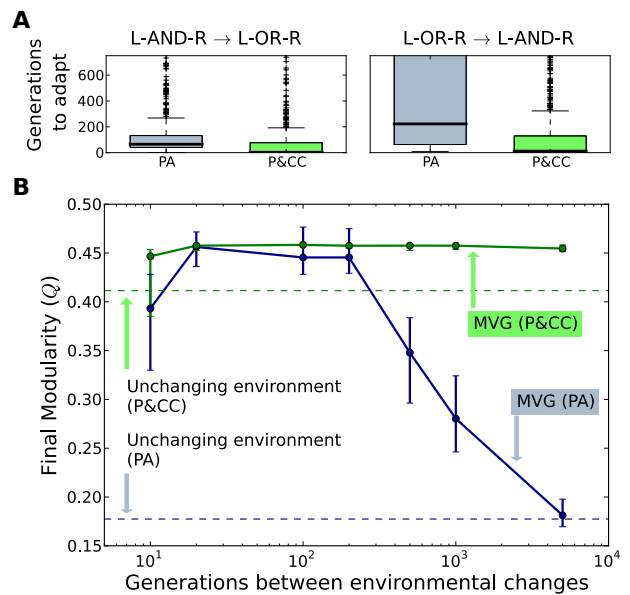 A
L-AND-R → L-OR-R
L-OR-R → L-AND-R
Generations
to adapt
600
400
200
0
PA
P&CC
PA
P&CC
B
Final Modularity (Q)
0.50
0.45
0.40
0.35
0.30
0.25
0.20
0.15
MVG (P&CC)
Unchanging environment
(P&CC)
MVG (PA)
Unchanging environment
(PA)
10¹
10²
10³
10⁴
Generations between environmental changes